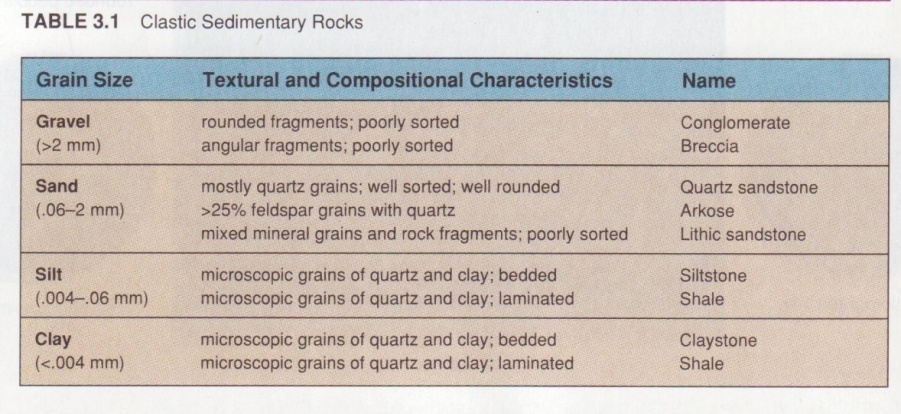 TABLE 3.1 Clastic Sedimentary Rocks
Grain Size Textural and Compositional Characteristics Name
Gravel rounded fragments; poorly sorted Conglomerate
(>2 mm) angular fragments; poorly sorted Breccia
Sand mostly quartz grains; well sorted; well rounded Quartz sandstone
(.06–2 mm) >25% feldspar grains with quartz Arkose
mixed mineral grains and rock fragments; poorly sorted Lithic sandstone
Silt microscopic grains of quartz and clay; bedded Siltstone
(.004–.06 mm) microscopic grains of quartz and clay; laminated Shale
Clay microscopic grains of quartz and clay; bedded Claystone
(<.004 mm) microscopic grains of quartz and clay; laminated Shale